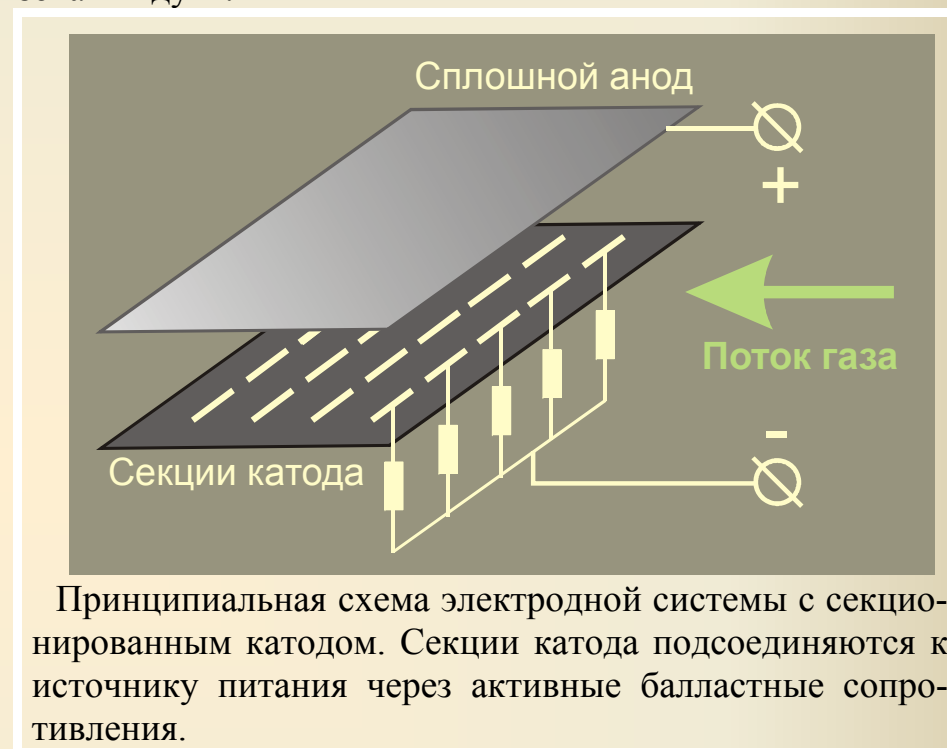 Сплошной анод
+
Поток газа
-
Секции катода
Принципиальная схема электродной системы с секцио-
нированным катодом. Секции катода подсоединяются к
источнику питания через активные балластные сопро-
тивления.